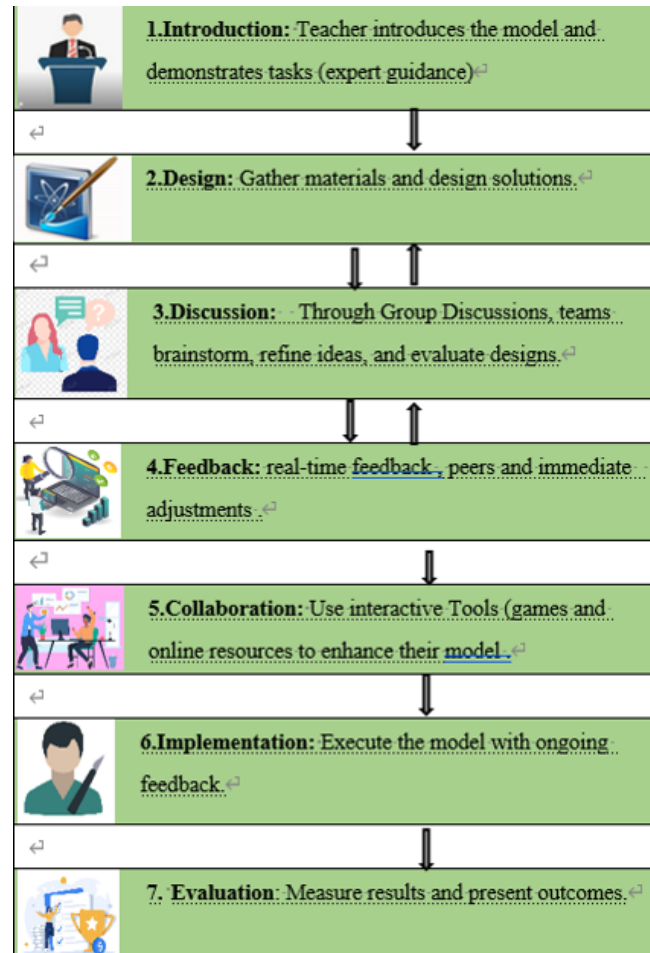 1.Introduction: Teacher introduces the model and
demonstrates tasks (expert guidance)
2.Design: Gather materials and design solutions.
3.Discussion: Through Group Discussions, teams
brainstorm, refine ideas, and evaluate designs.
4.Feedback: real-time feedback , peers and immediate
adjustments .
5.Collaboration: Use interactive Tools (games and
online resources to enhance their model .
6.Implementation: Execute the model with ongoing
feedback.
7. Evaluation: Measure results and present outcomes.